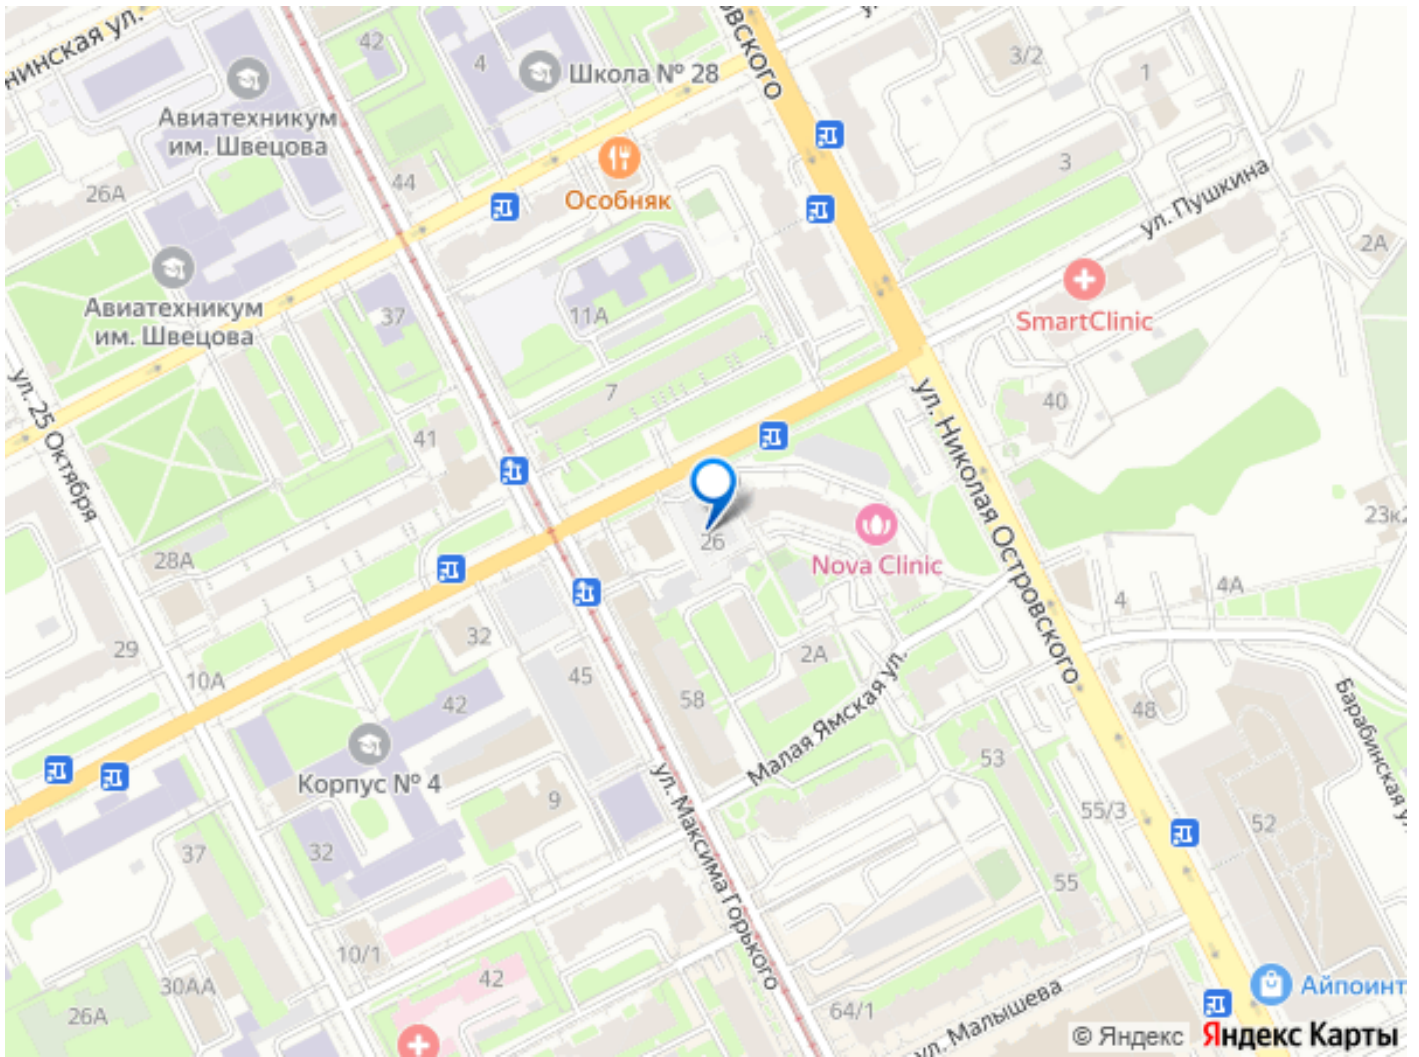 нинская ул.
42
4
Школа № 28
овского
3/2
1
Авиатехникум
им. Швецова
26А
44
Особняк
3
ул. Пушкина
2А
Авиатехникум
им. Швецова
37
11А
SmartClinic
ул. 25 Октября
7
40
41
ул. Николая Островского
23к2
28А
26
Nova Clinic
4
4А
29
10А
32
45
58
2А
Малая Ямская ул.
42
48
Барабинская ул
Корпус № 4
9
ул. Максима Горького
53
55/3
52
37
32
55
10/1
42
30АА
26А
64/1
ул. Малышева
Айпоинт
© Яндекс
Яндекс Карты